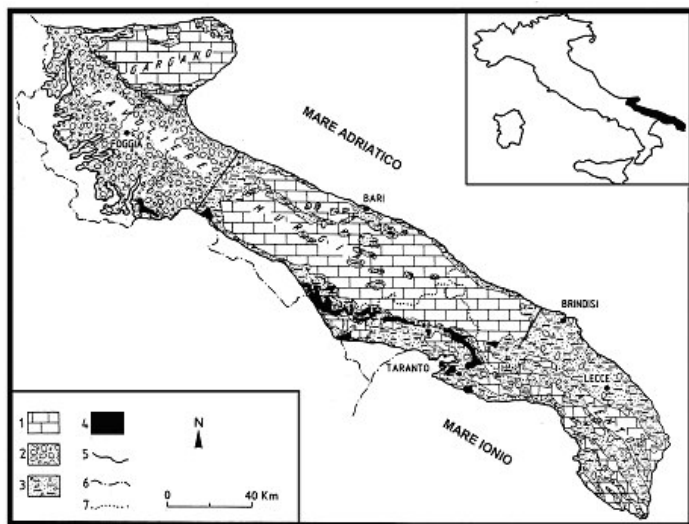 GARGANO
TAVOLIERE
FOGGIA
MARE ADRIATICO
BARI
MURGE
BRINDISI
TARANTO
LECCE
MARE IONIO
1
2
3
4
5
6
7
N
0 40 Km